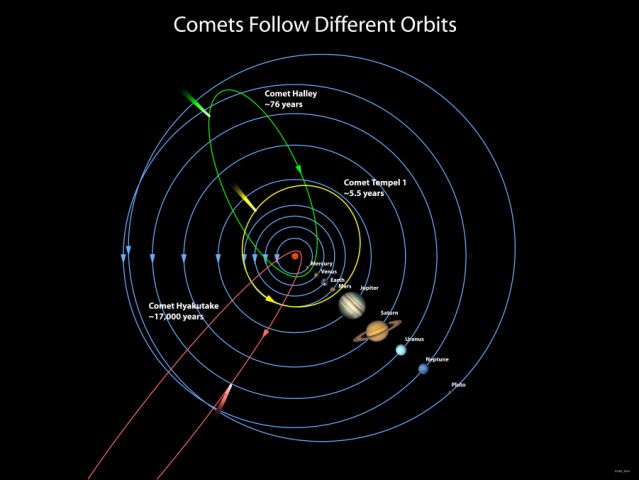 Comets Follow Different Orbits
Comet Halley
~76 years
Comet Tempel 1
~5.5 years
Mercury
Venus
Earth
Mars
Jupiter
Comet Hyakutake
~17,000 years
Saturn
Uranus
Neptune
Pluto